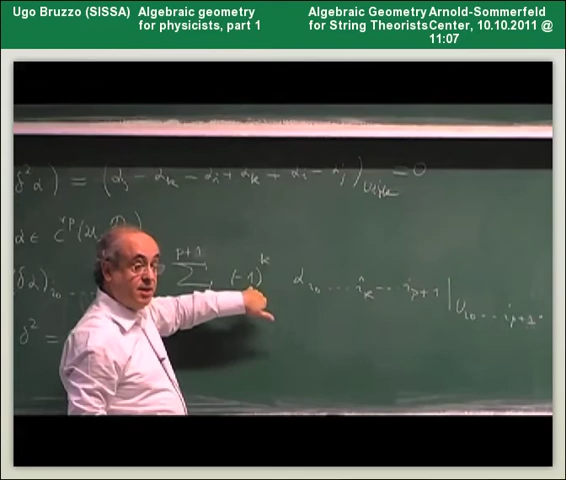 Ugo Bruzzo (SISSA) Algebraic geometry for physicists, part 1
Algebraic Geometry for String Theorists
Arnold-Sommerfeld Center, 10.10.2011 @ 11:07
δ²α) = (αⱼ - αₖ - αᵢ + αₖ + αᵢ - αⱼ)|Uᵢⱼₖ = 0
α ∈ Čᵖ(𝔘,
(δα)ᵢ₀... Σᵖ⁺¹ (-1)ᵏ αᵢ₀...îₖ...iₚ₊₁|Uᵢ₀...iₚ₊₁.
δ² =